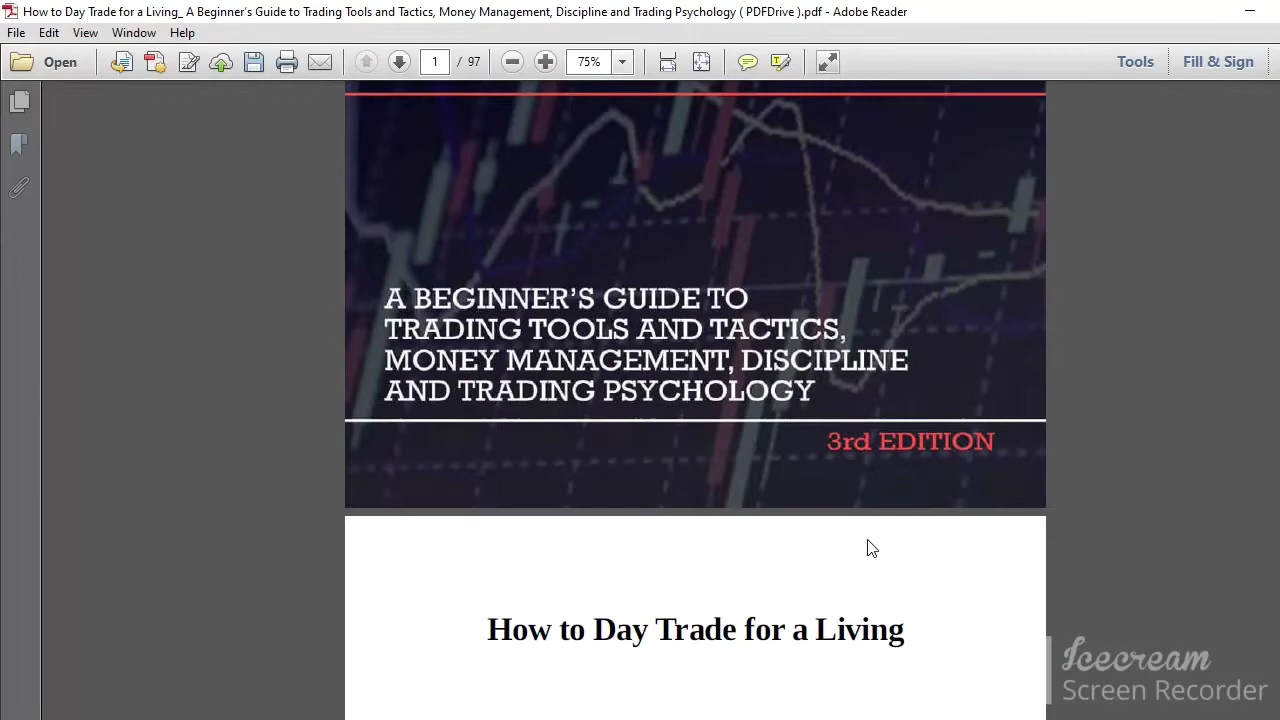 How to Day Trade for a Living_ A Beginner's Guide to Trading Tools and Tactics, Money Management, Discipline and Trading Psychology ( PDFDrive ).pdf - Adobe Reader
File Edit View Window Help
Open 1 / 97 75% Tools Fill & Sign
A BEGINNER'S GUIDE TO
TRADING TOOLS AND TACTICS,
MONEY MANAGEMENT, DISCIPLINE
AND TRADING PSYCHOLOGY
3rd EDITION
How to Day Trade for a Living
Icecream
Screen Recorder